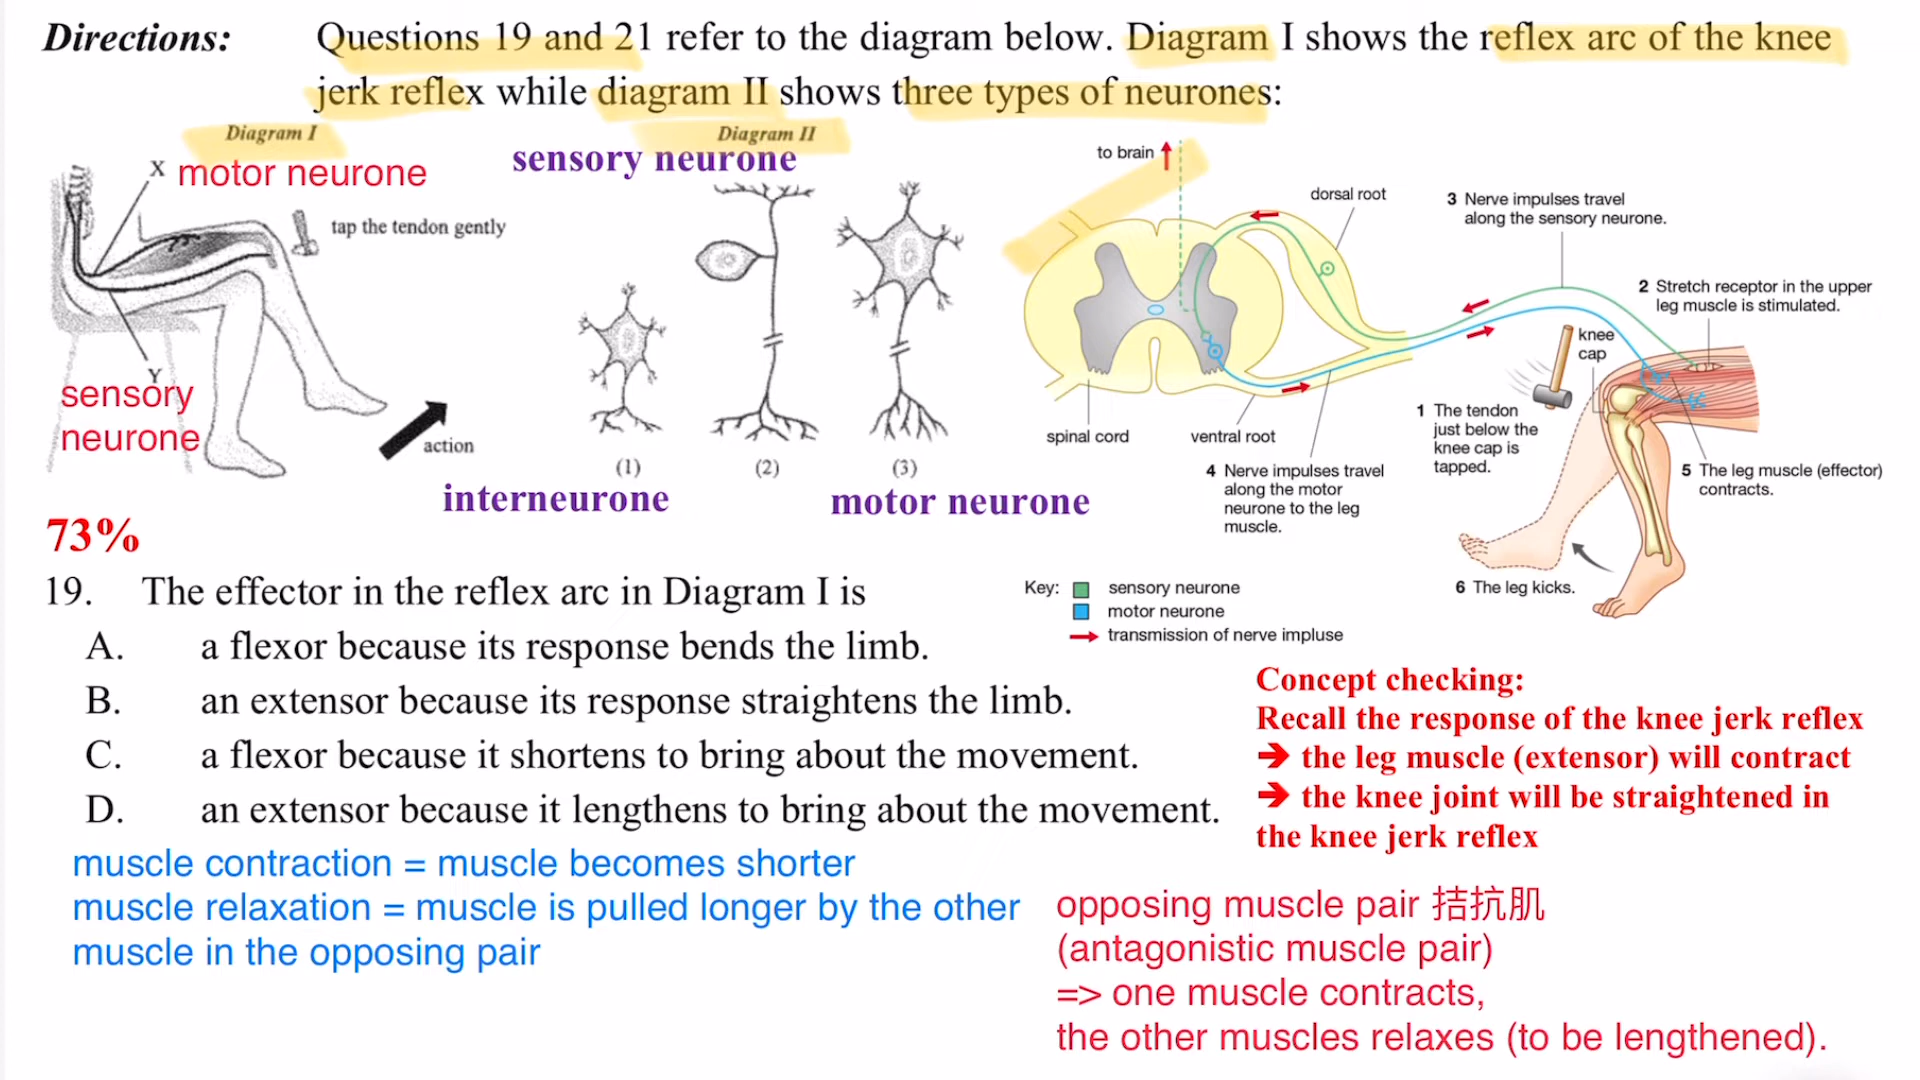 Directions: Questions 19 and 21 refer to the diagram below. Diagram I shows the reflex arc of the knee
jerk reflex while diagram II shows three types of neurones:
Diagram I
Diagram II
X motor neurone
sensory neurone
tap the tendon gently
Y
sensory
neurone
action
(1)
(2)
(3)
interneurone
motor neurone
to brain
dorsal root
3 Nerve impulses travel
along the sensory neurone.
2 Stretch receptor in the upper
leg muscle is stimulated.
knee
cap
1 The tendon
just below the
knee cap is
tapped.
spinal cord
ventral root
4 Nerve impulses travel
along the motor
neurone to the leg
muscle.
5 The leg muscle (effector)
contracts.
6 The leg kicks.
Key:
sensory neurone
motor neurone
transmission of nerve impluse
73%
19. The effector in the reflex arc in Diagram I is
A. a flexor because its response bends the limb.
B. an extensor because its response straightens the limb.
C. a flexor because it shortens to bring about the movement.
D. an extensor because it lengthens to bring about the movement.
Concept checking:
Recall the response of the knee jerk reflex
➔ the leg muscle (extensor) will contract
➔ the knee joint will be straightened in
the knee jerk reflex
muscle contraction = muscle becomes shorter
muscle relaxation = muscle is pulled longer by the other
muscle in the opposing pair
opposing muscle pair 拮抗肌
(antagonistic muscle pair)
=> one muscle contracts,
the other muscles relaxes (to be lengthened).